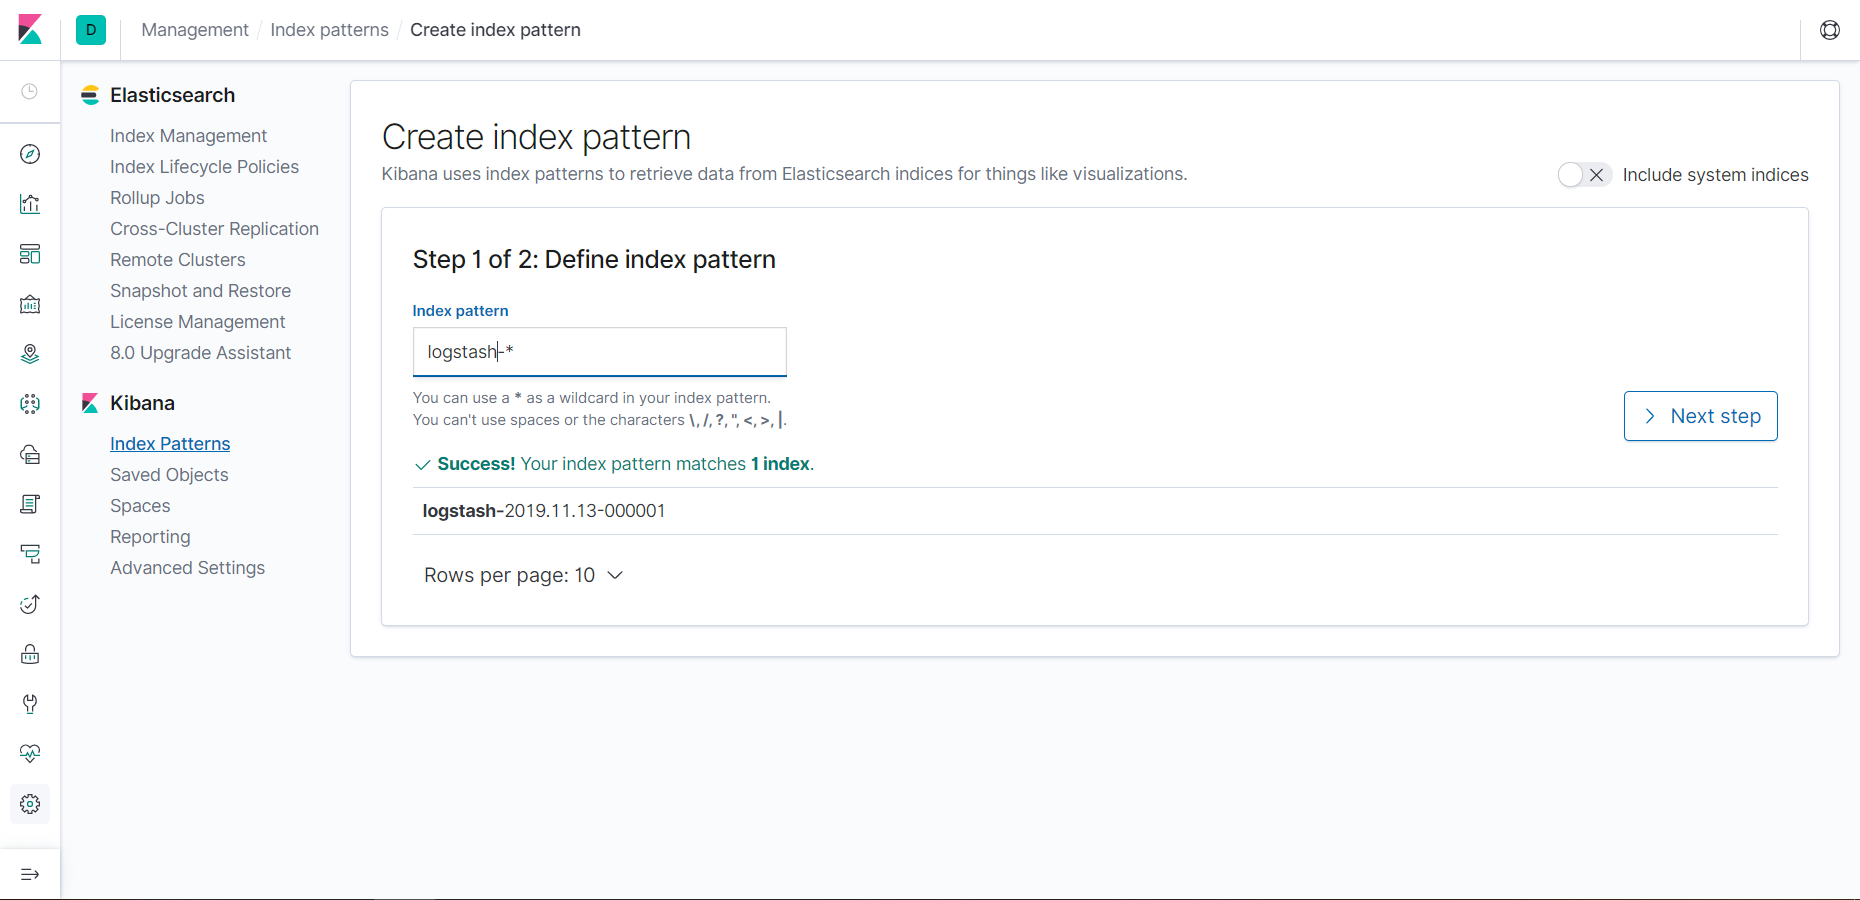 D
Management / Index patterns / Create index pattern
Elasticsearch
Index Management
Index Lifecycle Policies
Rollup Jobs
Cross-Cluster Replication
Remote Clusters
Snapshot and Restore
License Management
8.0 Upgrade Assistant
Kibana
Index Patterns
Saved Objects
Spaces
Reporting
Advanced Settings
Create index pattern
Kibana uses index patterns to retrieve data from Elasticsearch indices for things like visualizations.
Include system indices
Step 1 of 2: Define index pattern
Index pattern
logstash-*
You can use a * as a wildcard in your index pattern.
You can't use spaces or the characters \, /, ?, ", <, >, |.
Next step
Success! Your index pattern matches 1 index.
logstash-2019.11.13-000001
Rows per page: 10